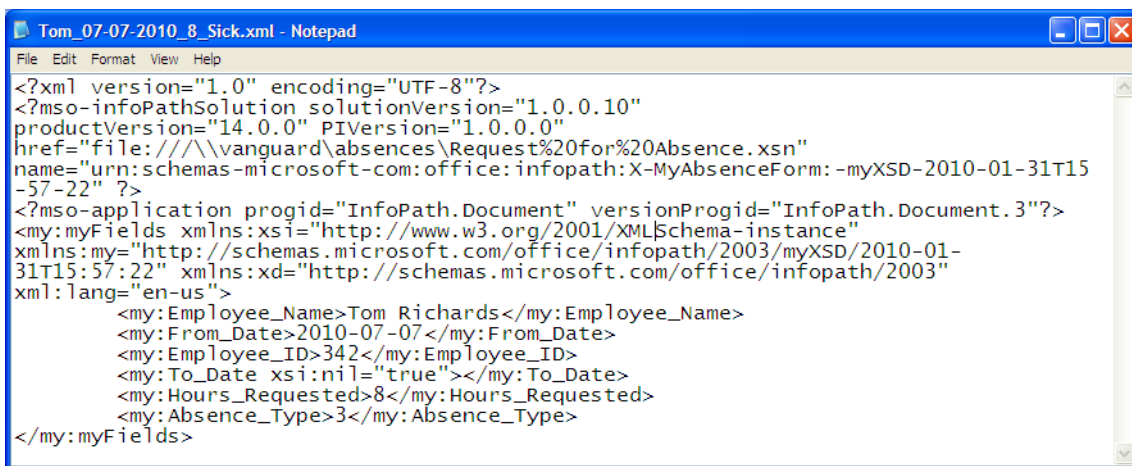 Tom_07-07-2010_8_Sick.xml - Notepad
File Edit Format View Help
<?xml version="1.0" encoding="UTF-8"?>
<?mso-infoPathSolution solutionVersion="1.0.0.10"
productVersion="14.0.0" PIVersion="1.0.0.0"
href="file:///\\vanguard\absences\Request%20for%20Absence.xsn"
name="urn:schemas-microsoft-com:office:infopath:X-MyAbsenceForm:-myXSD-2010-01-31T15
-57-22" ?>
<?mso-application progid="InfoPath.Document" versionProgid="InfoPath.Document.3"?>
<my:myFields xmlns:xsi="http://www.w3.org/2001/XMLSchema-instance"
xmlns:my="http://schemas.microsoft.com/office/infopath/2003/myXSD/2010-01-
31T15:57:22" xmlns:xd="http://schemas.microsoft.com/office/infopath/2003"
xml:lang="en-us">
<my:Employee_Name>Tom Richards</my:Employee_Name>
<my:From_Date>2010-07-07</my:From_Date>
<my:Employee_ID>342</my:Employee_ID>
<my:To_Date xsi:nil="true"></my:To_Date>
<my:Hours_Requested>8</my:Hours_Requested>
<my:Absence_Type>3</my:Absence_Type>
</my:myFields>